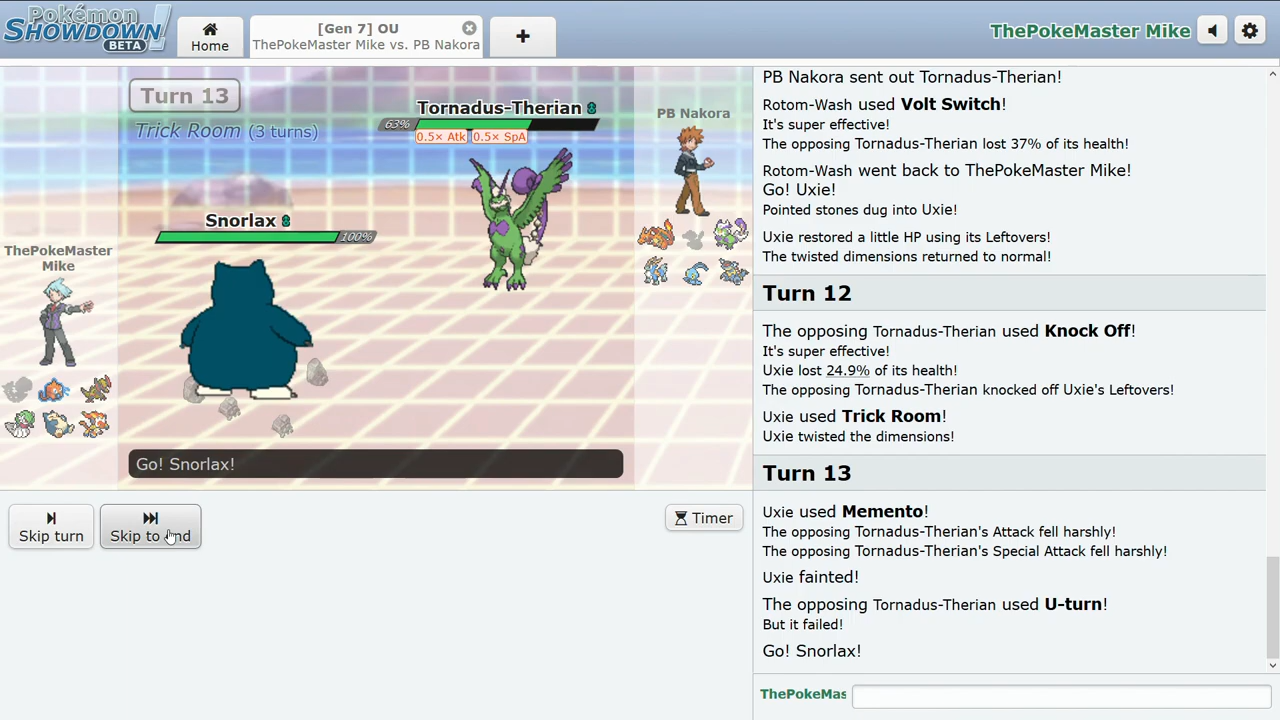 Pokémon
SHOWDOWN!
BETA
Home
[Gen 7] OU
ThePokeMaster Mike vs. PB Nakora
+
ThePokeMaster Mike
Turn 13
Trick Room (3 turns)
Tornadus-Therian
63%
0.5× Atk 0.5× SpA
PB Nakora
Snorlax
100%
ThePokeMaster
Mike
Go! Snorlax!
Skip turn
Skip to end
Timer
PB Nakora sent out Tornadus-Therian!
Rotom-Wash used Volt Switch!
It's super effective!
The opposing Tornadus-Therian lost 37% of its health!
Rotom-Wash went back to ThePokeMaster Mike!
Go! Uxie!
Pointed stones dug into Uxie!
Uxie restored a little HP using its Leftovers!
The twisted dimensions returned to normal!
Turn 12
The opposing Tornadus-Therian used Knock Off!
It's super effective!
Uxie lost 24.9% of its health!
The opposing Tornadus-Therian knocked off Uxie's Leftovers!
Uxie used Trick Room!
Uxie twisted the dimensions!
Turn 13
Uxie used Memento!
The opposing Tornadus-Therian's Attack fell harshly!
The opposing Tornadus-Therian's Special Attack fell harshly!
Uxie fainted!
The opposing Tornadus-Therian used U-turn!
But it failed!
Go! Snorlax!
ThePokeMas